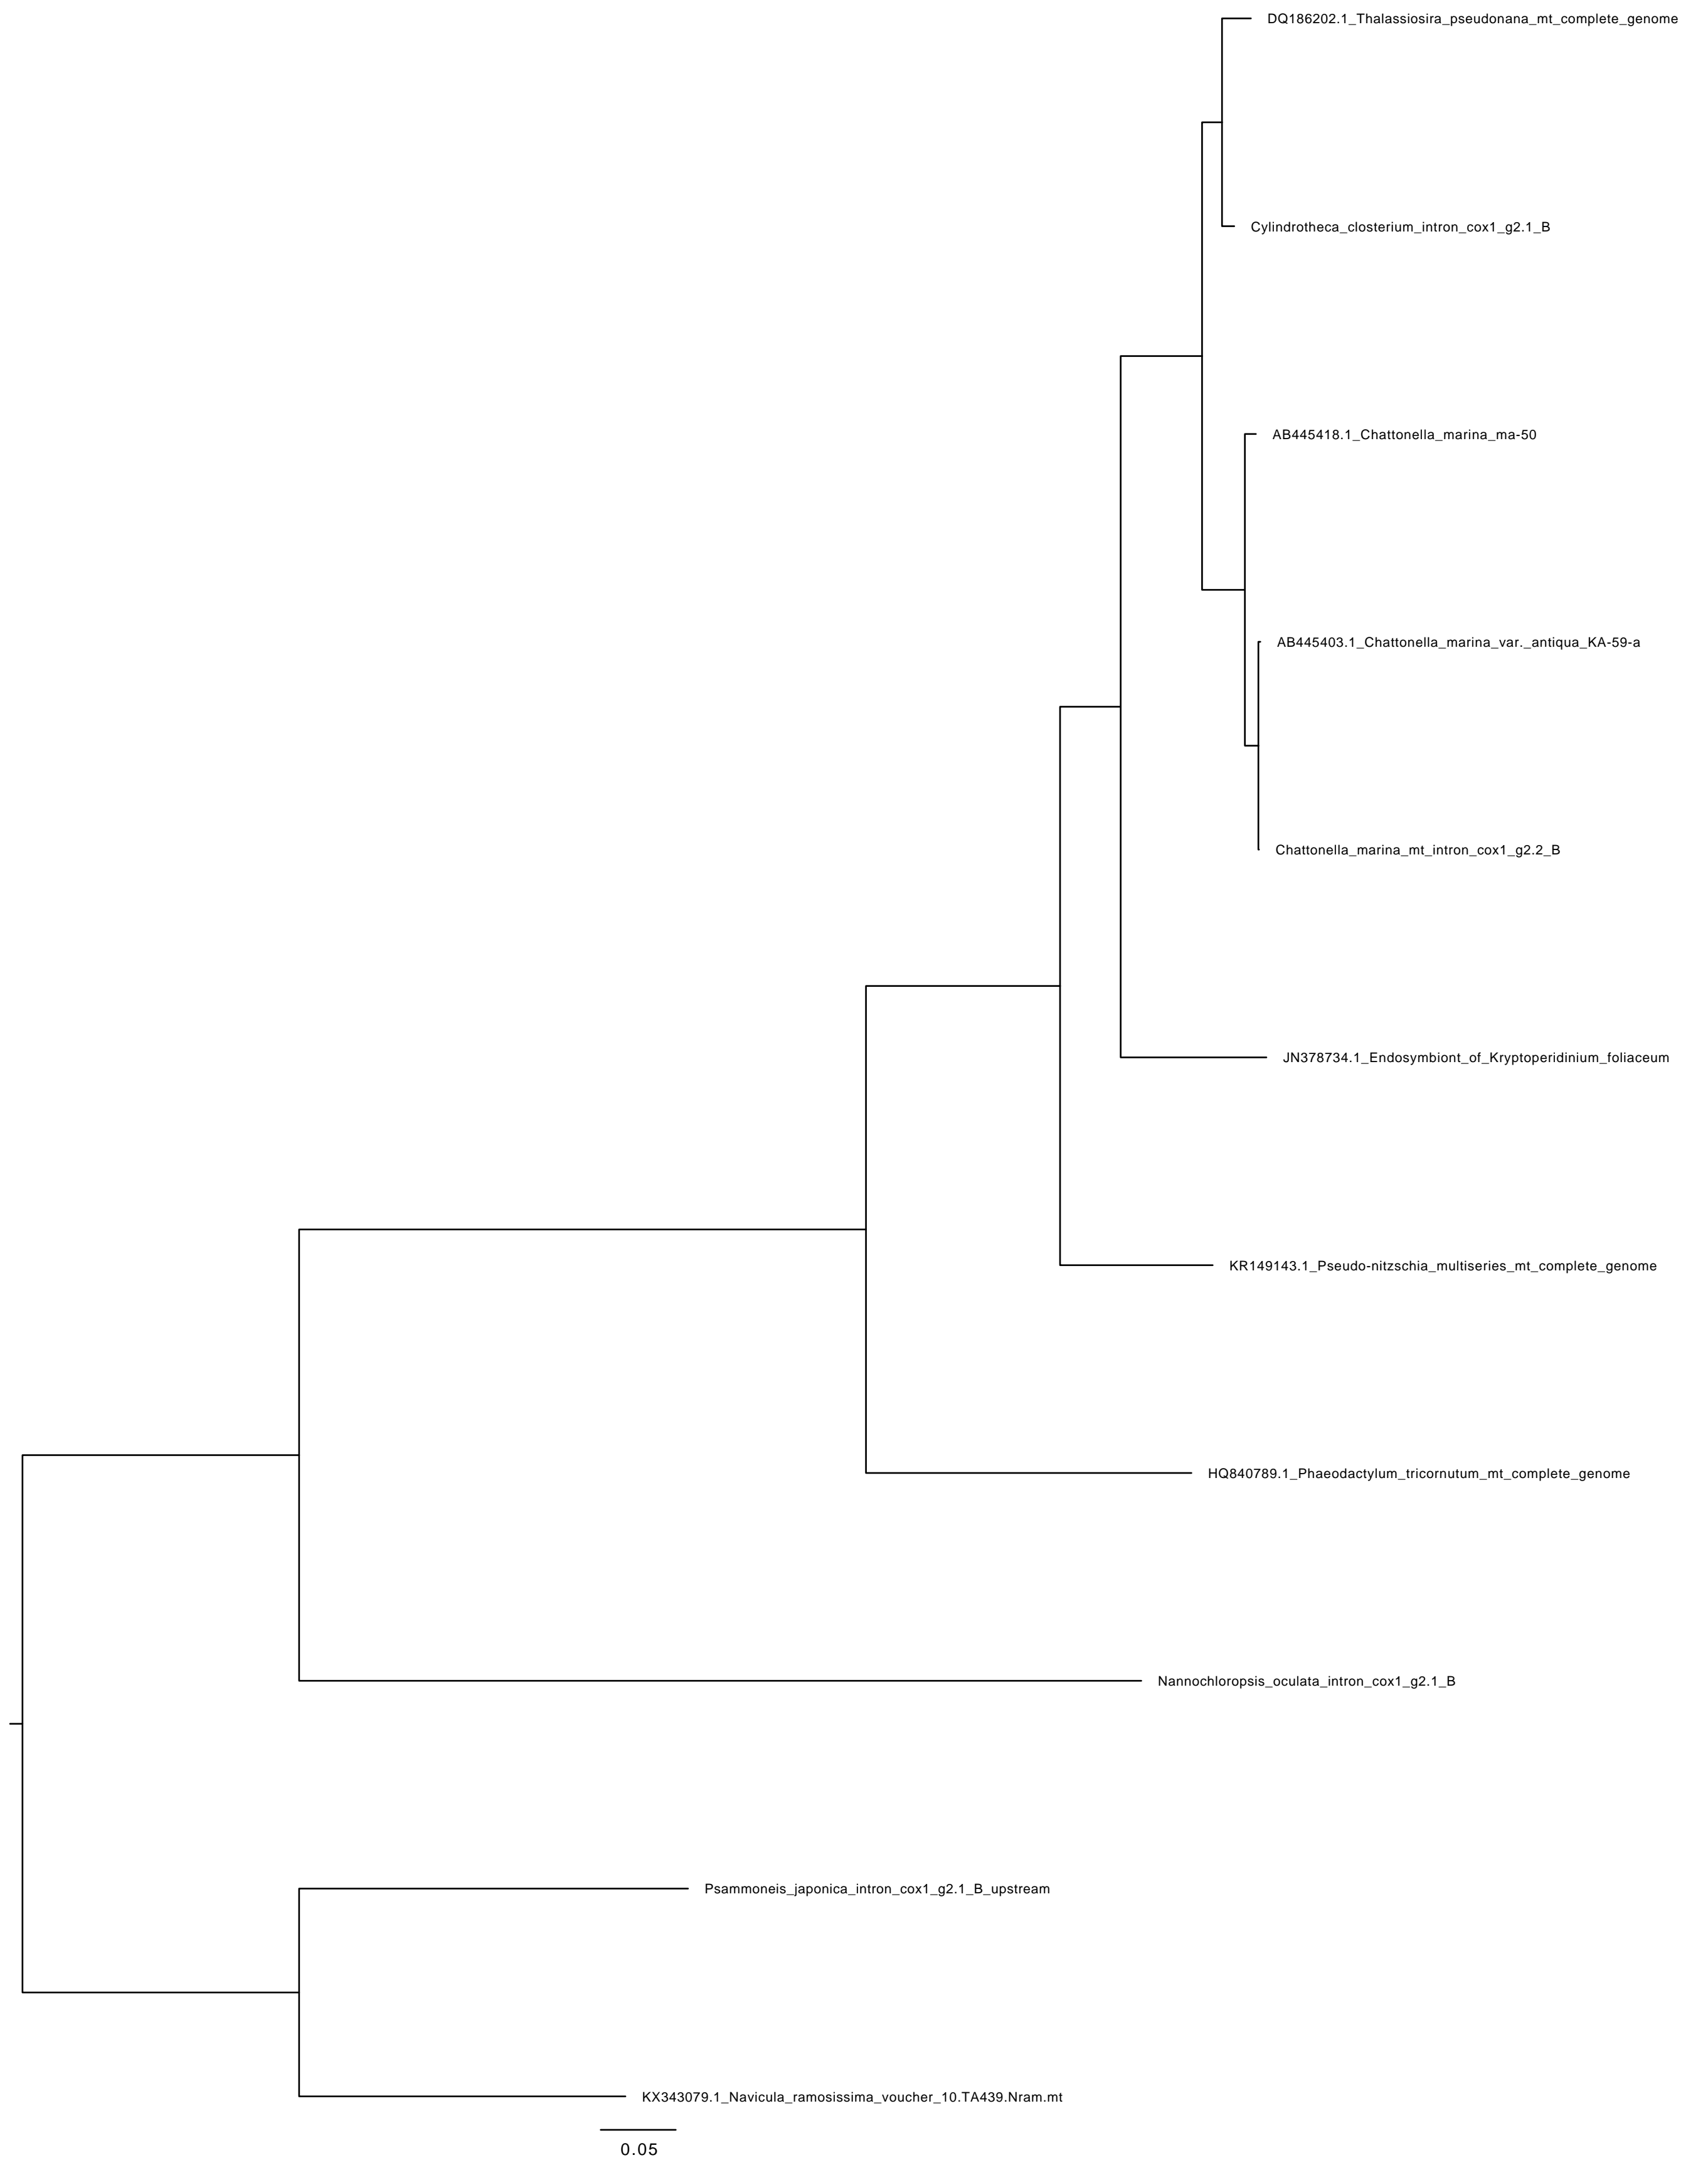 DQ186202.1_Thalassiosira_pseudonana_mt_complete_genome
Cylindrotheca_closterium_intron_cox1_g2.1_B
AB445418.1_Chattonella_marina_ma-50
AB445403.1_Chattonella_marina_var._antiqua_KA-59-a
Chattonella_marina_mt_intron_cox1_g2.2_B
JN378734.1_Endosymbiont_of_Kryptoperidinium_foliaceum
KR149143.1_Pseudo-nitzschia_multiseries_mt_complete_genome
HQ840789.1_Phaeodactylum_tricornutum_mt_complete_genome
Nannochloropsis_oculata_intron_cox1_g2.1_B
Psammoneis_japonica_intron_cox1_g2.1_B_upstream
KX343079.1_Navicula_ramosissima_voucher_10.TA439.Nram.mt
0.05